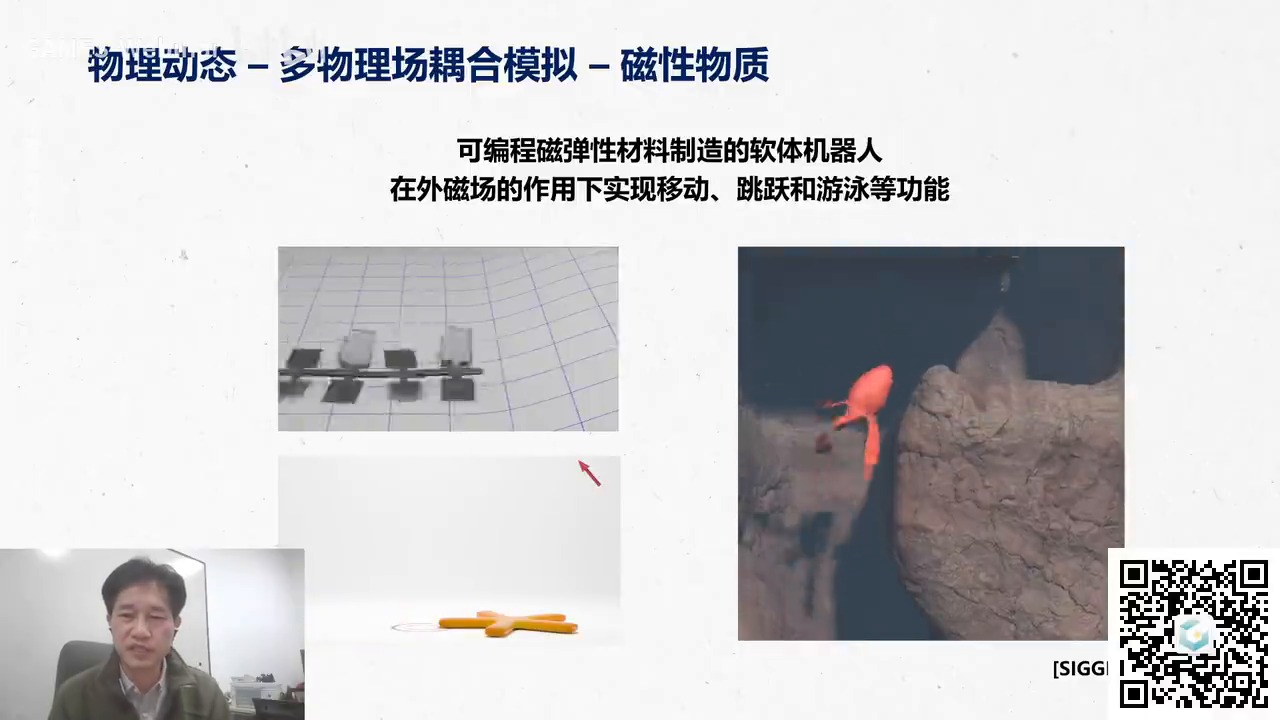 GAMES Webinar
物理动态 – 多物理场耦合模拟 – 磁性物质
可编程磁弹性材料制造的软体机器人
在外磁场的作用下实现移动、跳跃和游泳等功能
[SIGG